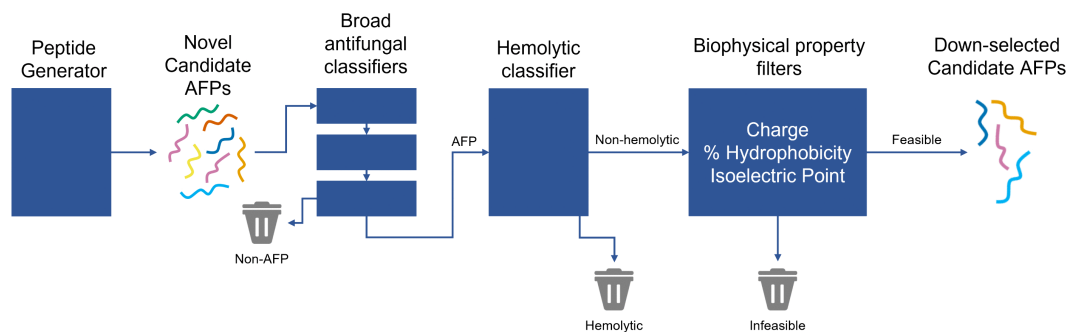 Peptide
Generator
Novel
Candidate
AFPs
Broad
antifungal
classifiers
Hemolytic
classifier
Biophysical property
filters
Down-selected
Candidate AFPs
AFP
Non-hemolytic
Charge
% Hydrophobicity
Isoelectric Point
Feasible
Non-AFP
Hemolytic
Infeasible